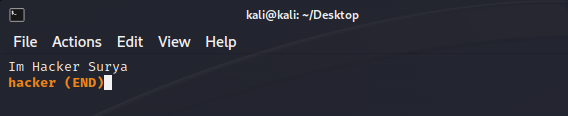 kali@kali: ~/Desktop
File Actions Edit View Help
Im Hacker Surya
hacker (END)